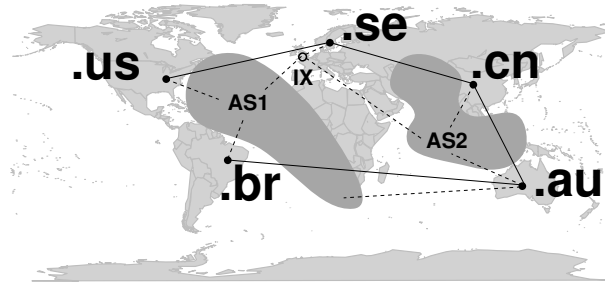 .se
.us
IX
.cn
AS1
AS2
.br
.au